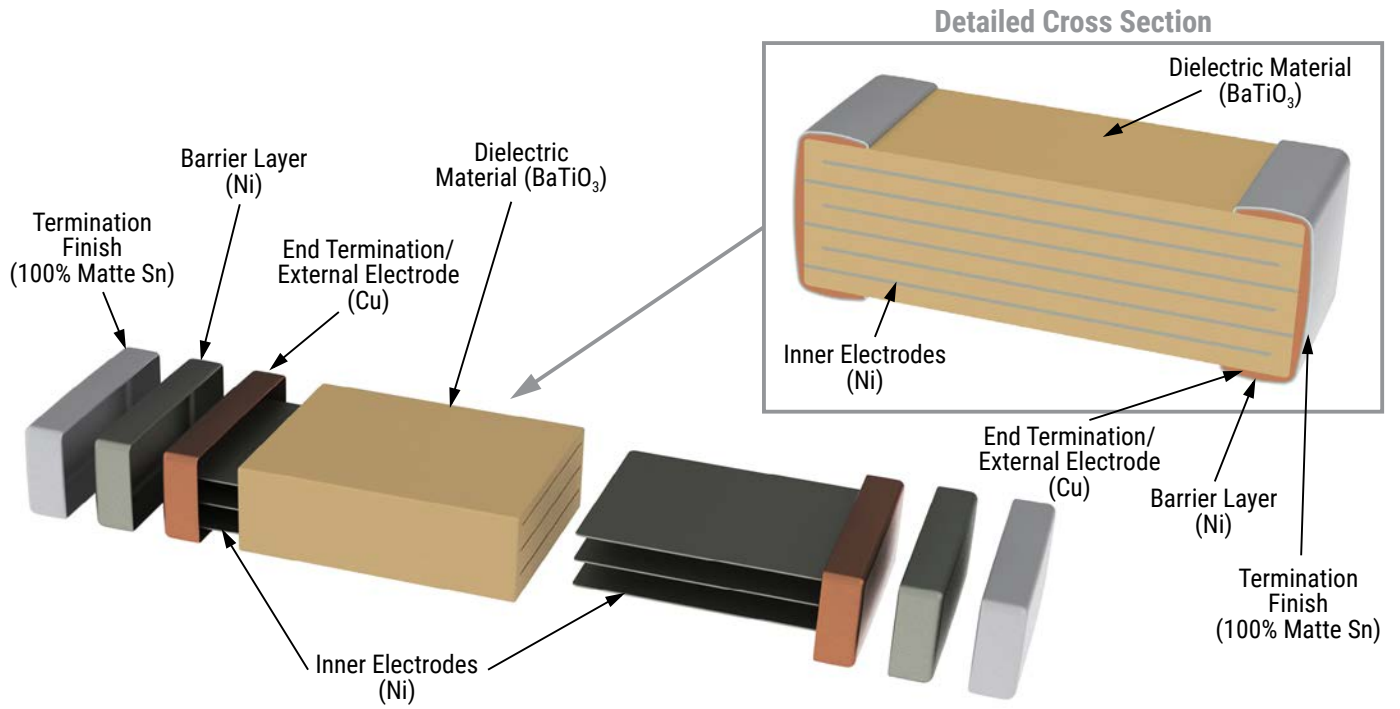 Detailed Cross Section
Dielectric Material
(BaTiO₃)
Inner Electrodes
(Ni)
End Termination/
External Electrode
(Cu)
Barrier Layer
(Ni)
Termination
Finish
(100% Matte Sn)
Termination
Finish
(100% Matte Sn)
Barrier Layer
(Ni)
End Termination/
External Electrode
(Cu)
Dielectric
Material (BaTiO₃)
Inner Electrodes
(Ni)